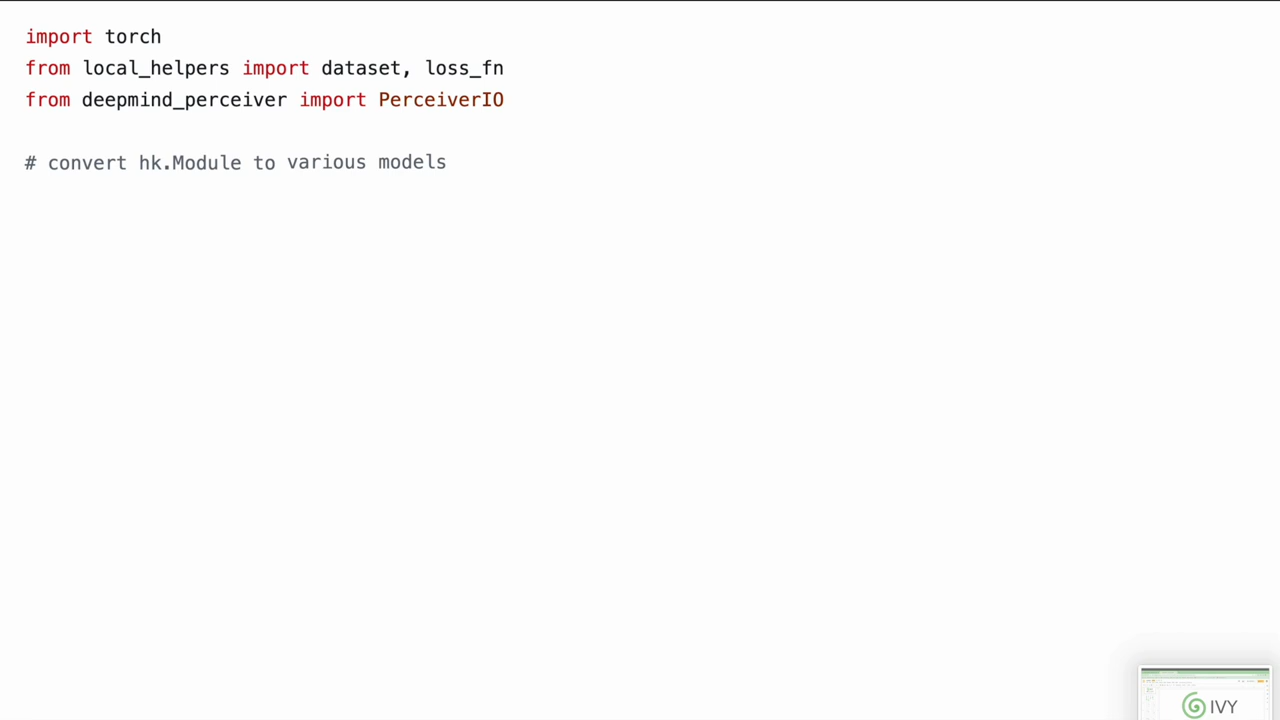 import torch
from local_helpers import dataset, loss_fn
from deepmind_perceiver import PerceiverIO
# convert hk.Module to various models
IVY